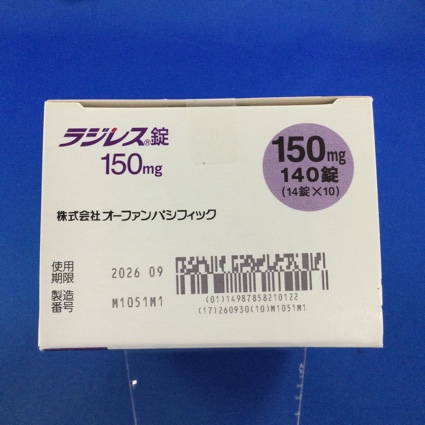 ラジレス®錠
150mg
150mg
140錠
(14錠×10)
株式会社オーファンパシフィック
使用期限 2026 09
製造番号 M1051M1
(01)14987858210122
(17)260930(10)M1051M1